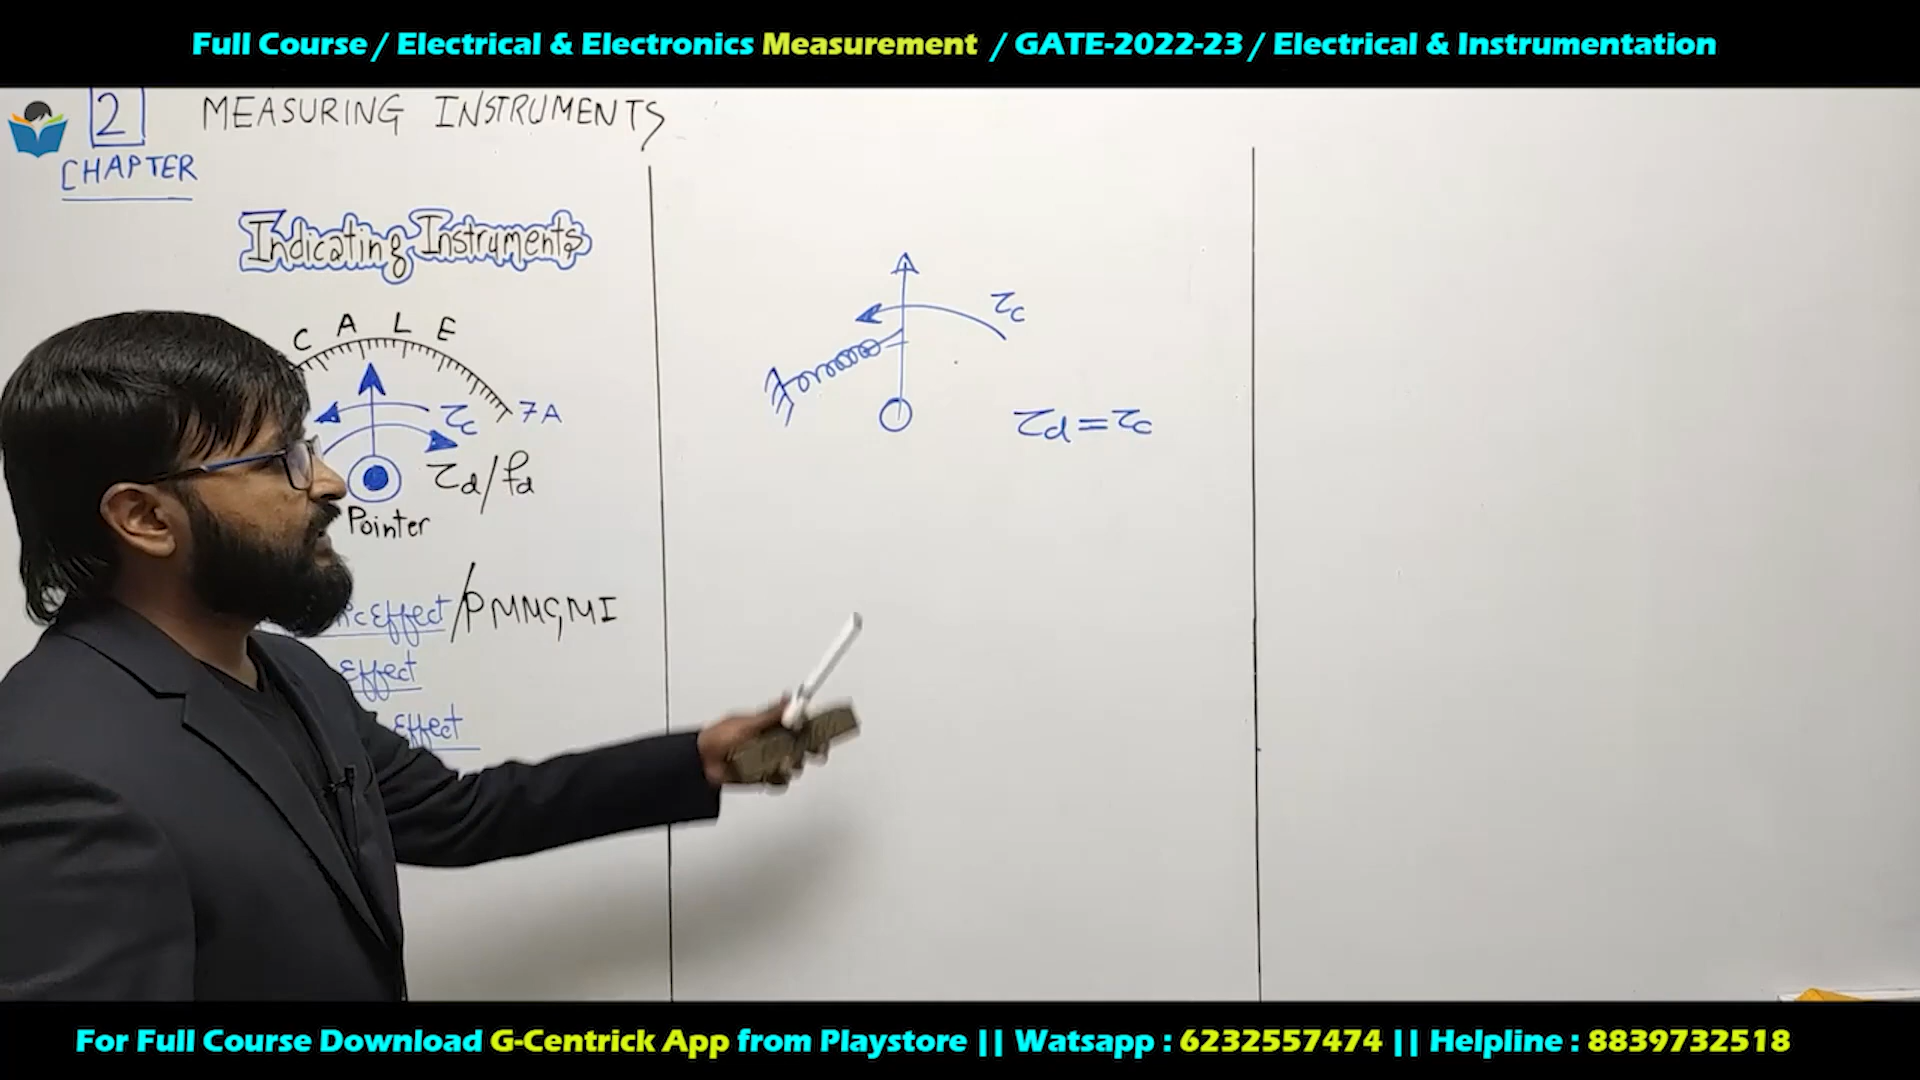 Full Course / Electrical & Electronics Measurement / GATE-2022-23 / Electrical & Instrumentation
2 MEASURING INSTRUMENTS
CHAPTER
Indicating Instruments
C A L E
7A
τc
τd/fd
Pointer
Effect/PMMC, MI
Effect
Effect
τc
τd = τc
For Full Course Download G-Centrick App from Playstore || Watsapp : 6232557474 || Helpline : 8839732518